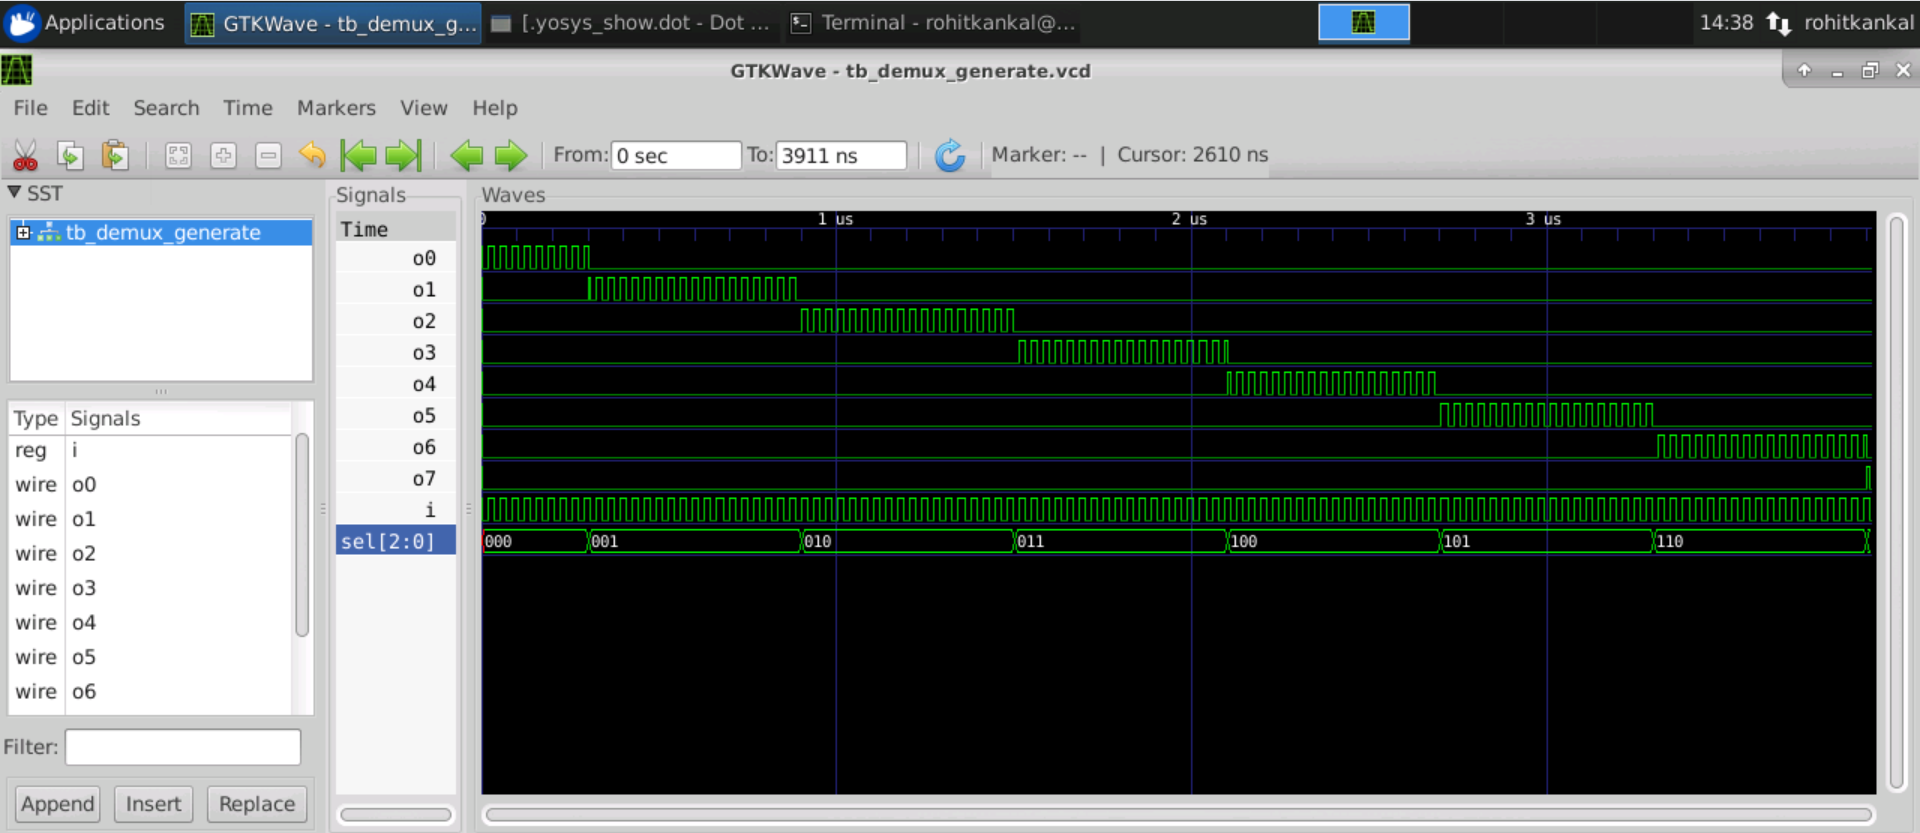 Applications GTKWave - tb_demux_g... [.yosys_show.dot - Dot ... Terminal - rohitkankal@... 14:38 rohitkankal
GTKWave - tb_demux_generate.vcd
File Edit Search Time Markers View Help
From: 0 sec To: 3911 ns Marker: -- | Cursor: 2610 ns
SST
tb_demux_generate
Type Signals
reg i
wire o0
wire o1
wire o2
wire o3
wire o4
wire o5
wire o6
Filter:
Append Insert Replace
Signals
Time
o0
o1
o2
o3
o4
o5
o6
o7
i
sel[2:0]
Waves
0 1 us 2 us 3 us
000 001 010 011 100 101 110